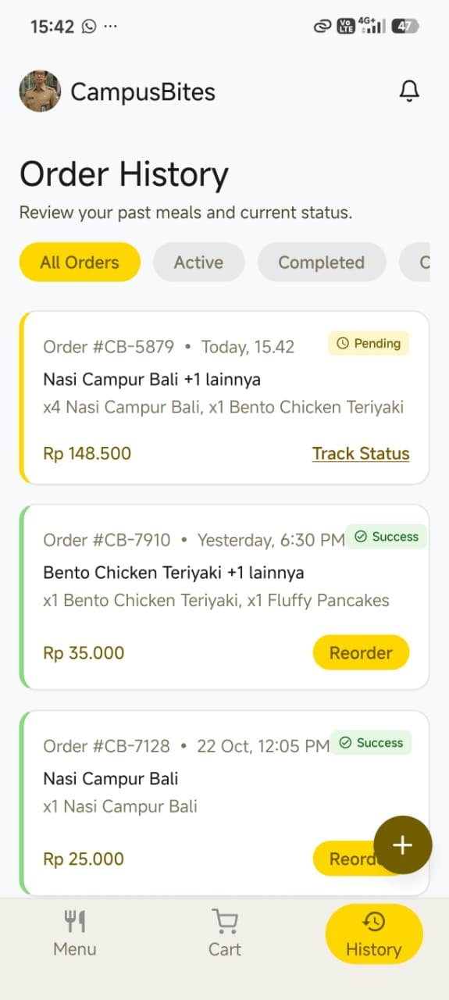 15:42 ...
Vo LTE 4G+ 47
CampusBites
Order History
Review your past meals and current status.
All Orders Active Completed C
Order #CB-5879 • Today, 15.42 Pending
Nasi Campur Bali +1 lainnya
x4 Nasi Campur Bali, x1 Bento Chicken Teriyaki
Rp 148.500 Track Status
Order #CB-7910 • Yesterday, 6:30 PM Success
Bento Chicken Teriyaki +1 lainnya
x1 Bento Chicken Teriyaki, x1 Fluffy Pancakes
Rp 35.000 Reorder
Order #CB-7128 • 22 Oct, 12:05 PM Success
Nasi Campur Bali
x1 Nasi Campur Bali
Rp 25.000 Reord
Menu Cart History